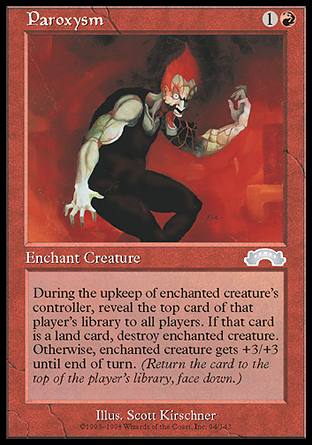 Paroxysm 1
Enchant Creature
During the upkeep of enchanted creature's
controller, reveal the top card of that
player's library to all players. If that card
is a land card, destroy enchanted creature.
Otherwise, enchanted creature gets +3/+3
until end of turn. (Return the card to the
top of the player's library, face down.)
Illus. Scott Kirschner
©1993-1998 Wizards of the Coast, Inc. 94/143